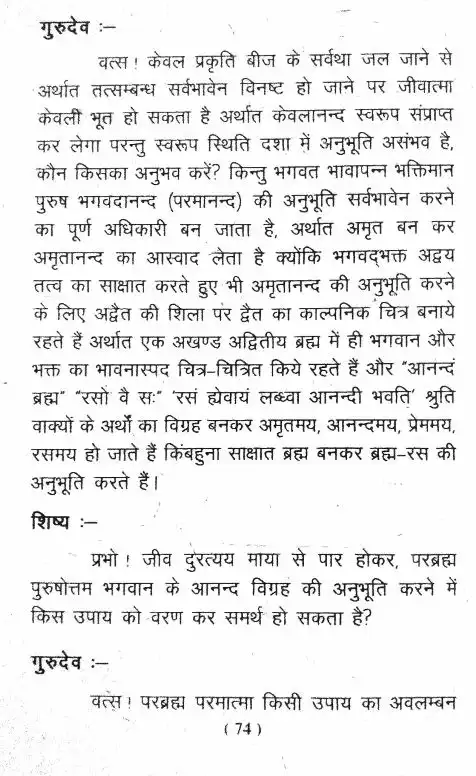 गुरुदेव :–
वत्स ! केवल प्रकृति बीज के सर्वथा जल जाने से
अर्थात तत्सम्बन्ध सर्वभावेन विनष्ट हो जाने पर जीवात्मा
केवली भूत हो सकता है अर्थात केवलानन्द स्वरूप संप्राप्त
कर लेगा परन्तु स्वरूप स्थिति दशा में अनुभूति असंभव है,
कौन किसका अनुभव करें? किन्तु भगवत भावापन्न भक्तिमान
पुरुष भगवदानन्द (परमानन्द) की अनुभूति सर्वभावेन करने
का पूर्ण अधिकारी बन जाता है, अर्थात अमृत बन कर
अमृतानन्द का आस्वाद लेता है क्योंकि भगवद्भक्त अद्वय
तत्व का साक्षात करते हुए भी अमृतानन्द की अनुभूति करने
के लिए अद्वैत की शिला पर द्वैत का काल्पनिक चित्र बनाये
रहते हैं अर्थात एक अखण्ड अद्वितीय ब्रह्म में ही भगवान और
भक्त का भावनास्पद चित्र–चित्रित किये रहते हैं और "आनन्दं
ब्रह्म" "रसो वै सः" 'रसं ह्येवायं लब्ध्वा आनन्दी भवति' श्रुति
वाक्यों के अर्थों का विग्रह बनकर अमृतमय, आनन्दमय, प्रेममय,
रसमय हो जाते हैं किंबहुना साक्षात ब्रह्म बनकर ब्रह्म–रस की
अनुभूति करते हैं।
शिष्य :–
प्रभो ! जीव दुरत्यय माया से पार होकर, परब्रह्म
पुरुषोत्तम भगवान के आनन्द विग्रह की अनुभूति करने में
किस उपाय को वरण कर समर्थ हो सकता है?
गुरुदेव :–
वत्स ! परब्रह्म परमात्मा किसी उपाय का अवलम्बन
( 74 )